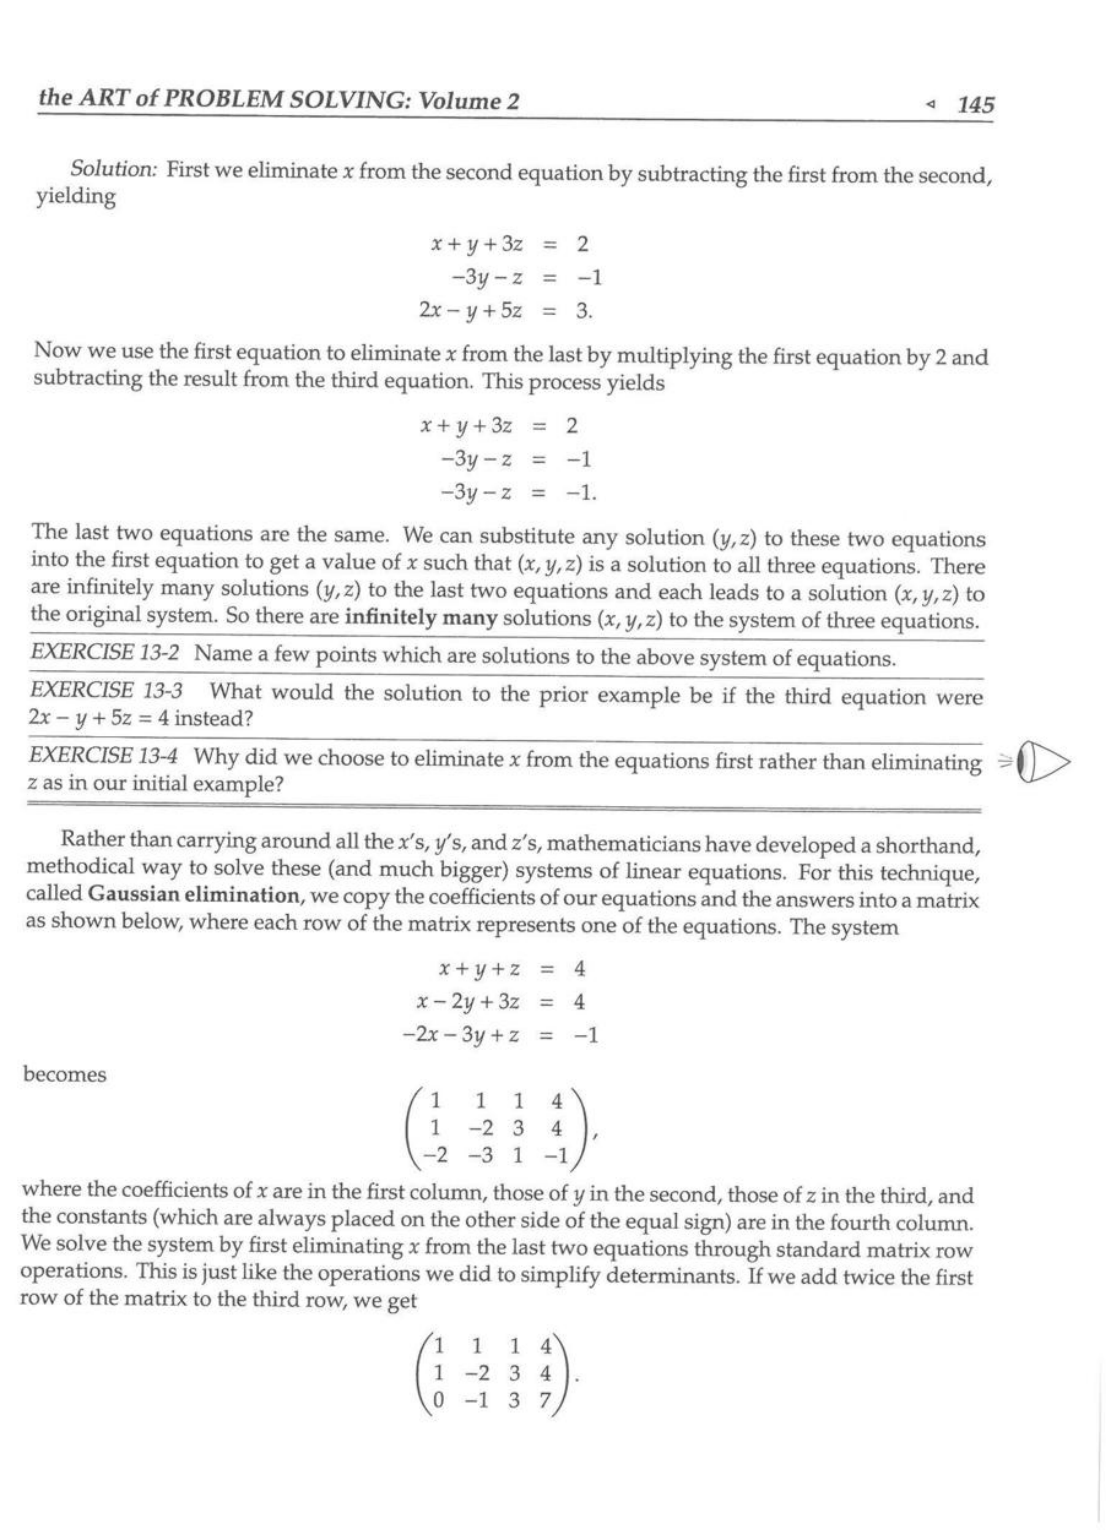 the ART of PROBLEM SOLVING: Volume 2 ◃ 145
Solution: First we eliminate x from the second equation by subtracting the first from the second,
yielding
x + y + 3z = 2
−3y − z = −1
2x − y + 5z = 3.
Now we use the first equation to eliminate x from the last by multiplying the first equation by 2 and
subtracting the result from the third equation. This process yields
x + y + 3z = 2
−3y − z = −1
−3y − z = −1.
The last two equations are the same. We can substitute any solution (y, z) to these two equations
into the first equation to get a value of x such that (x, y, z) is a solution to all three equations. There
are infinitely many solutions (y, z) to the last two equations and each leads to a solution (x, y, z) to
the original system. So there are infinitely many solutions (x, y, z) to the system of three equations.
EXERCISE 13-2 Name a few points which are solutions to the above system of equations.
EXERCISE 13-3 What would the solution to the prior example be if the third equation were
2x − y + 5z = 4 instead?
EXERCISE 13-4 Why did we choose to eliminate x from the equations first rather than eliminating
z as in our initial example?
Rather than carrying around all the x's, y's, and z's, mathematicians have developed a shorthand,
methodical way to solve these (and much bigger) systems of linear equations. For this technique,
called Gaussian elimination, we copy the coefficients of our equations and the answers into a matrix
as shown below, where each row of the matrix represents one of the equations. The system
x + y + z = 4
x − 2y + 3z = 4
−2x − 3y + z = −1
becomes
1 1 1 4
1 −2 3 4
−2 −3 1 −1 ,
where the coefficients of x are in the first column, those of y in the second, those of z in the third, and
the constants (which are always placed on the other side of the equal sign) are in the fourth column.
We solve the system by first eliminating x from the last two equations through standard matrix row
operations. This is just like the operations we did to simplify determinants. If we add twice the first
row of the matrix to the third row, we get
1 1 1 4
1 −2 3 4
0 −1 3 7 .